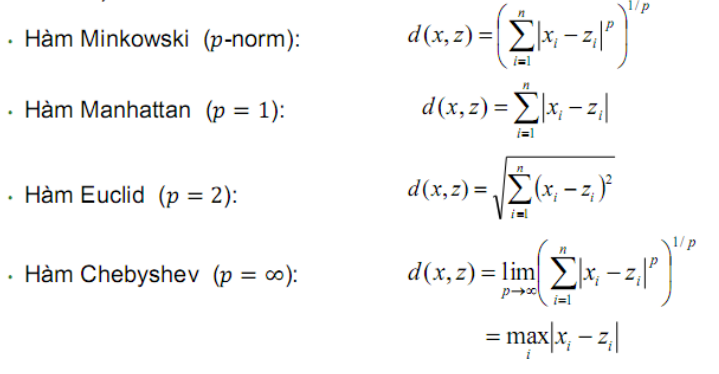 · Hàm Minkowski (p-norm): d(x, z) = (∑_{i=1}^{n} |x_i − z_i|^p)^{1/p}
· Hàm Manhattan (p = 1): d(x, z) = ∑_{i=1}^{n} |x_i − z_i|
· Hàm Euclid (p = 2): d(x, z) = √(∑_{i=1}^{n} (x_i − z_i)^2)
· Hàm Chebyshev (p = ∞): d(x, z) = lim_{p→∞} (∑_{i=1}^{n} |x_i − z_i|^p)^{1/p}
= max_i |x_i − z_i|